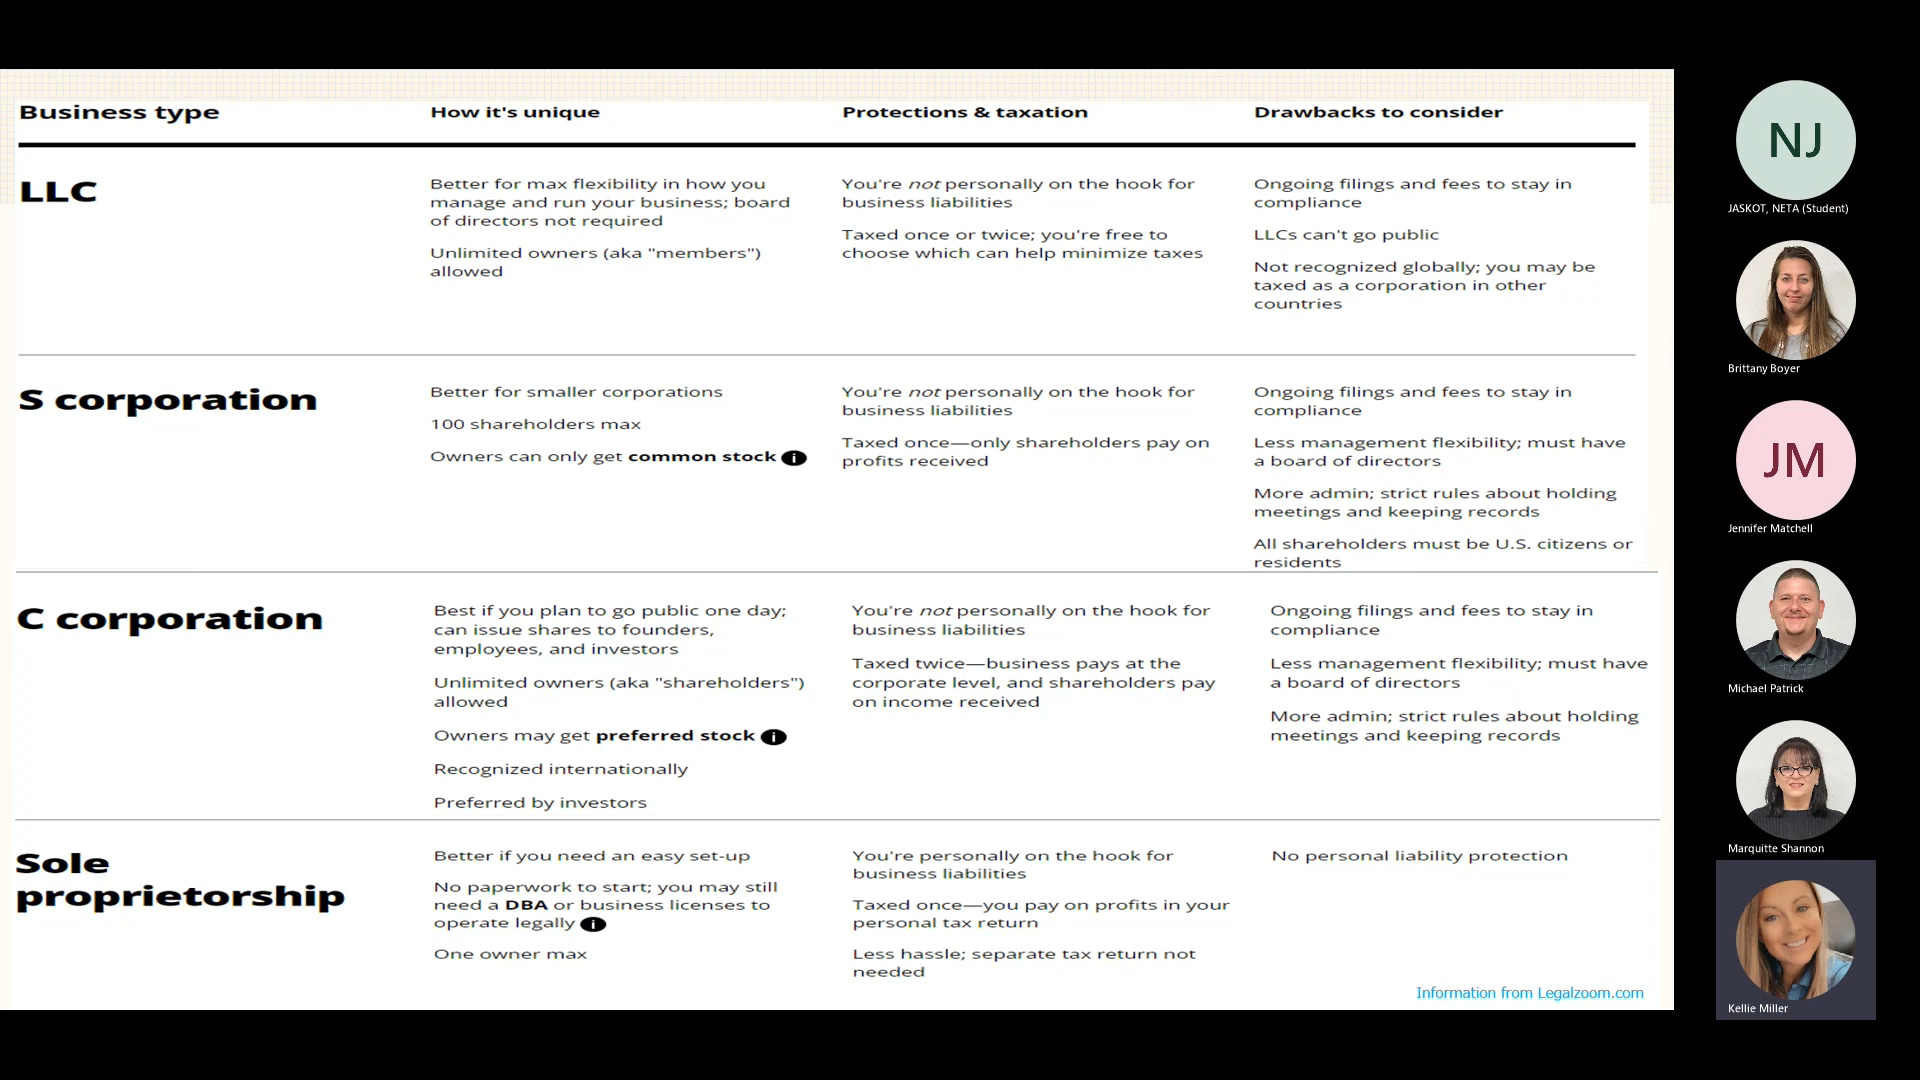 Business type
How it's unique
Protections & taxation
Drawbacks to consider
LLC
Better for max flexibility in how you
manage and run your business; board
of directors not required
Unlimited owners (aka "members")
allowed
You're not personally on the hook for
business liabilities
Taxed once or twice; you're free to
choose which can help minimize taxes
Ongoing filings and fees to stay in
compliance
LLCs can't go public
Not recognized globally; you may be
taxed as a corporation in other
countries
S corporation
Better for smaller corporations
100 shareholders max
Owners can only get common stock i
You're not personally on the hook for
business liabilities
Taxed once—only shareholders pay on
profits received
Ongoing filings and fees to stay in
compliance
Less management flexibility; must have
a board of directors
More admin; strict rules about holding
meetings and keeping records
All shareholders must be U.S. citizens or
residents
C corporation
Best if you plan to go public one day;
can issue shares to founders,
employees, and investors
Unlimited owners (aka "shareholders")
allowed
Owners may get preferred stock i
Recognized internationally
Preferred by investors
You're not personally on the hook for
business liabilities
Taxed twice—business pays at the
corporate level, and shareholders pay
on income received
Ongoing filings and fees to stay in
compliance
Less management flexibility; must have
a board of directors
More admin; strict rules about holding
meetings and keeping records
Sole
proprietorship
Better if you need an easy set-up
No paperwork to start; you may still
need a DBA or business licenses to
operate legally i
One owner max
You're personally on the hook for
business liabilities
Taxed once—you pay on profits in your
personal tax return
Less hassle; separate tax return not
needed
No personal liability protection
Information from Legalzoom.com
NJ
JASKOT, NETA (Student)
Brittany Boyer
JM
Jennifer Matchell
Michael Patrick
Marquitte Shannon
Kellie Miller